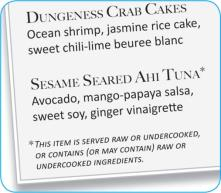 Dungeness Crab Cakes
Ocean shrimp, jasmine rice cake,
sweet chili-lime beuree blanc
Sesame Seared Ahi Tuna*
Avocado, mango-papaya salsa,
sweet soy, ginger vinaigrette
*This item is served raw or undercooked,
or contains (or may contain) raw or
undercooked ingredients.